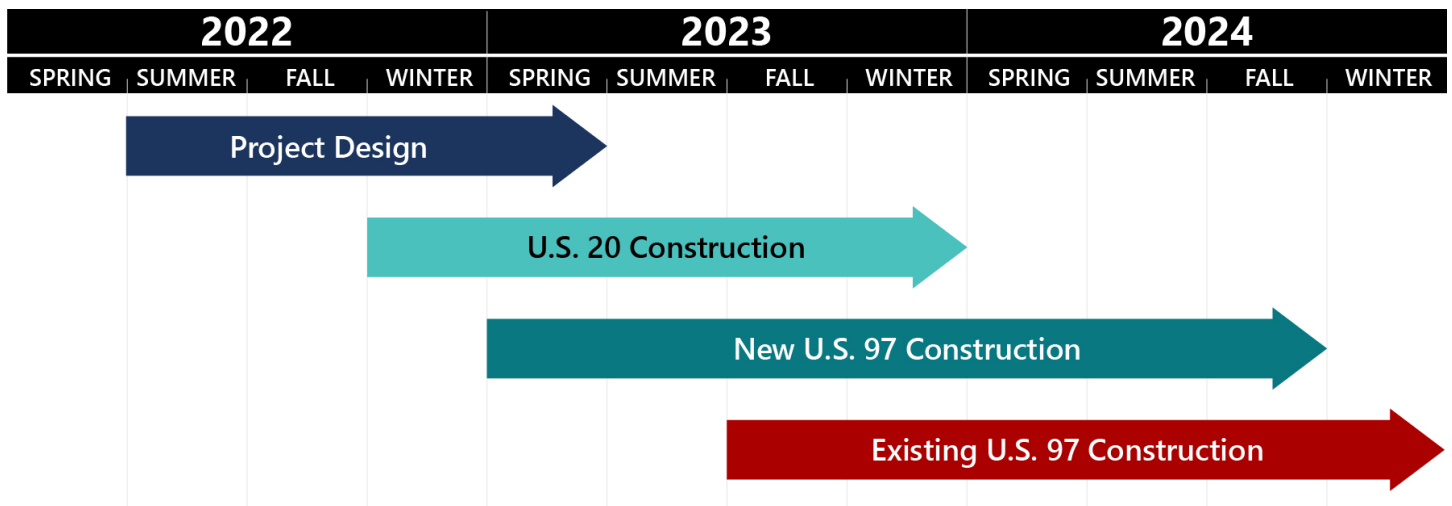 2022 2023 2024
SPRING SUMMER FALL WINTER SPRING SUMMER FALL WINTER SPRING SUMMER FALL WINTER
Project Design
U.S. 20 Construction
New U.S. 97 Construction
Existing U.S. 97 Construction